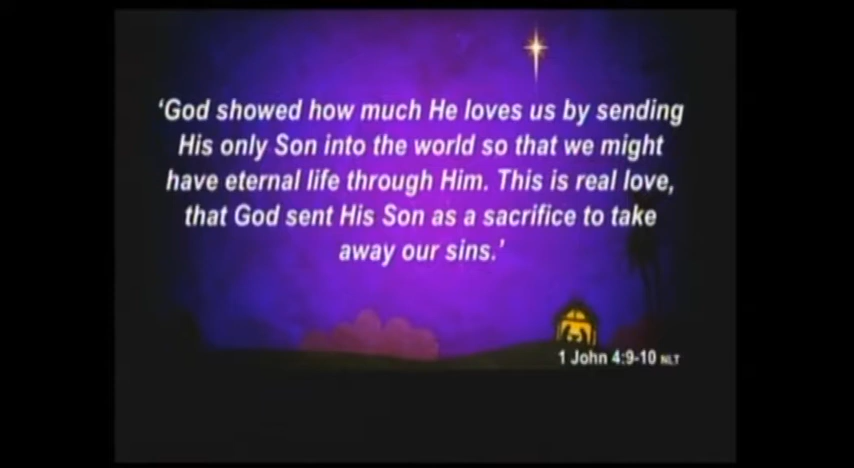 ‘God showed how much He loves us by sending
His only Son into the world so that we might
have eternal life through Him. This is real love,
that God sent His Son as a sacrifice to take
away our sins.’
1 John 4:9-10 NLT